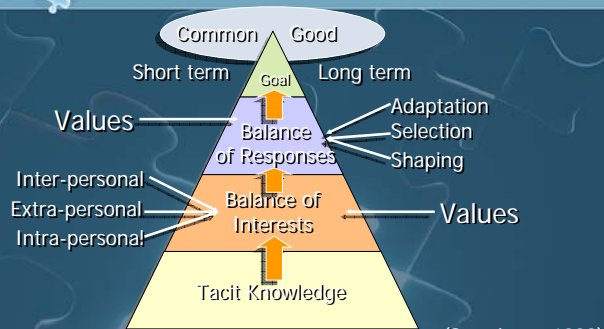 Common Good
Short term Goal Long term
Values
Adaptation
Selection
Shaping
Balance
of Responses
Inter-personal
Extra-personal
Intra-personal
Balance of
Interests
Values
Tacit Knowledge